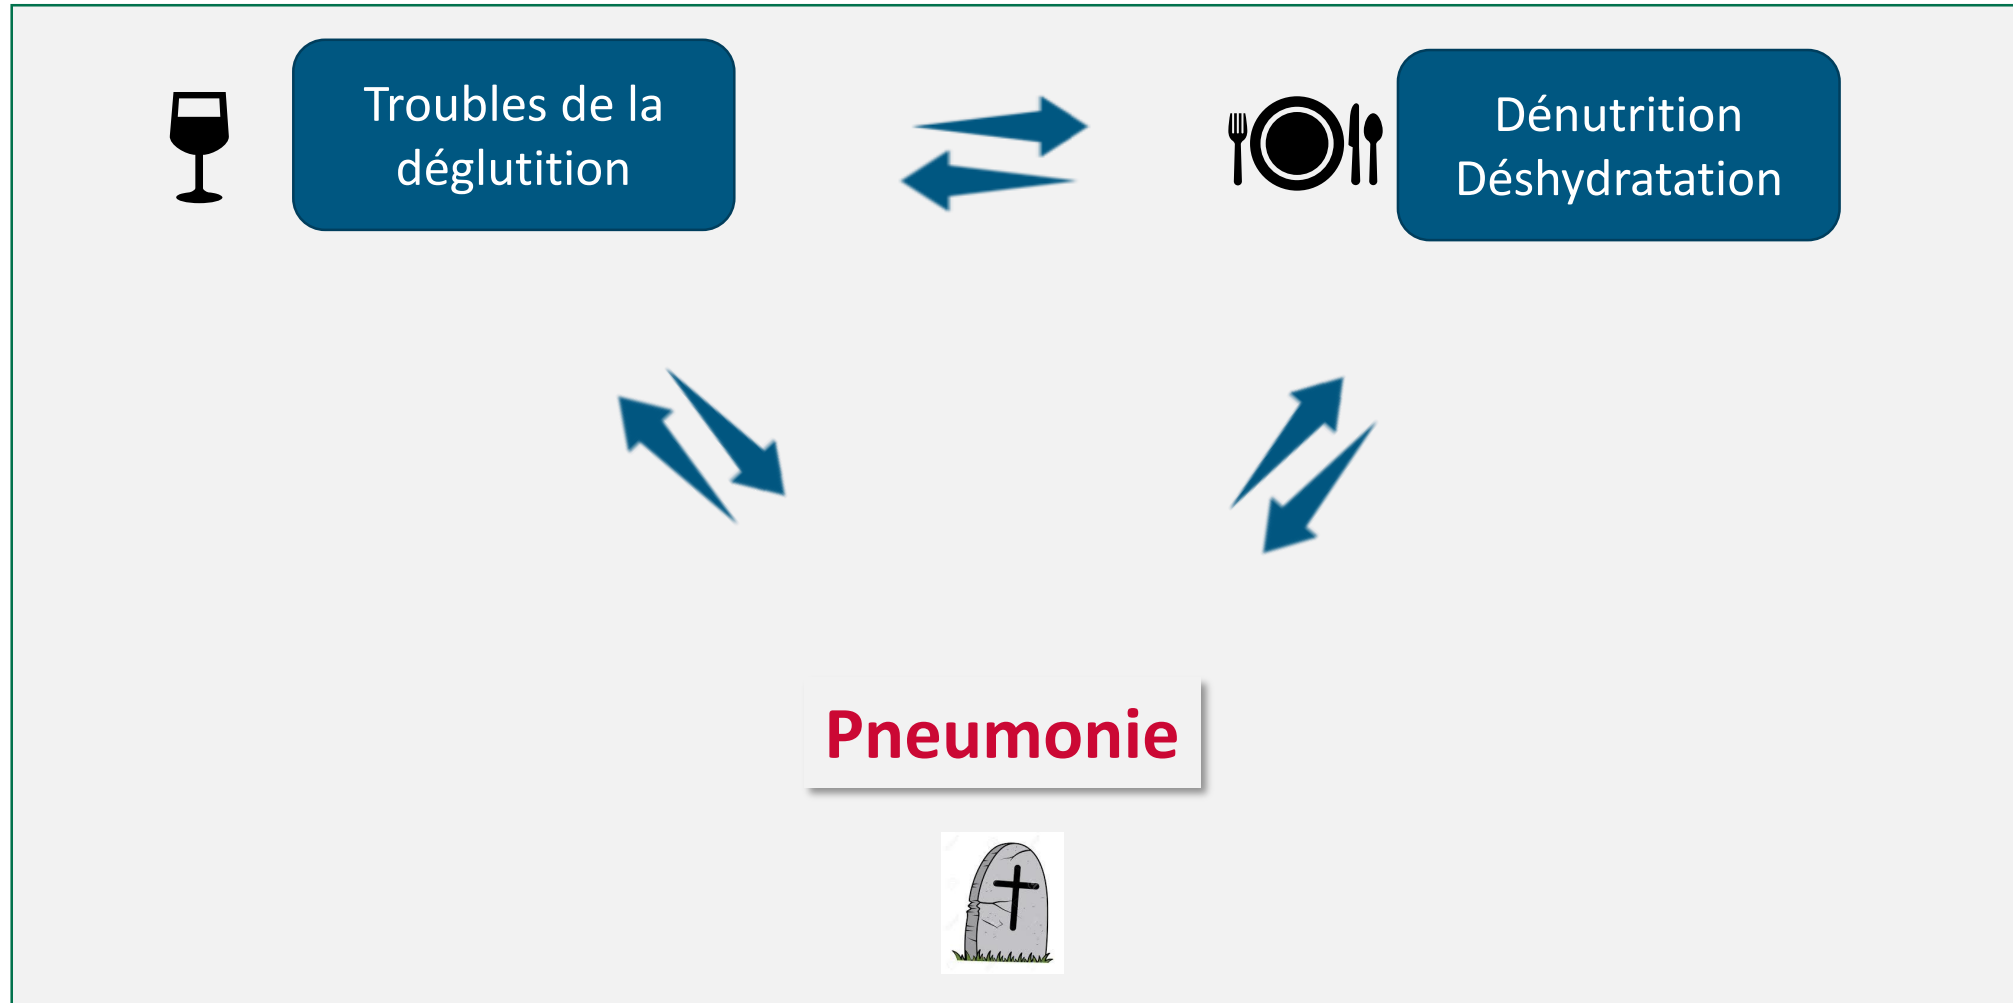 Troubles de la
déglutition
Dénutrition
Déshydratation
Pneumonie